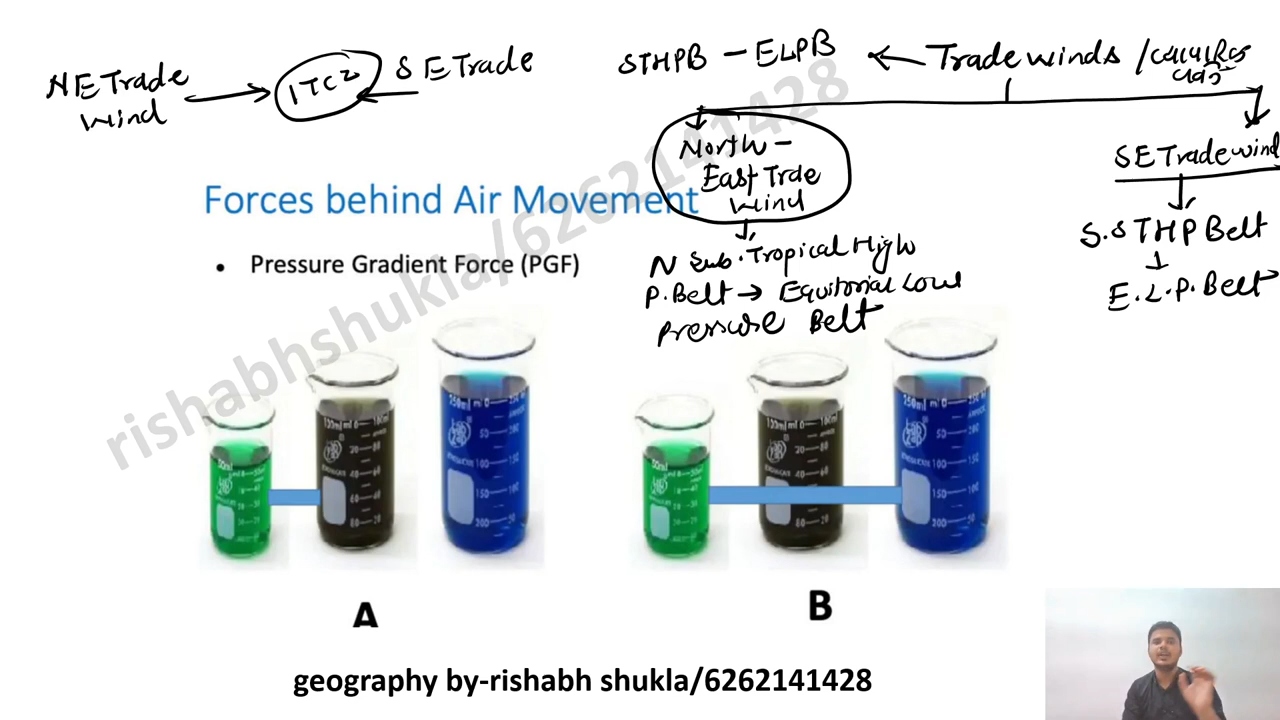 STHPB – ELPB ← Trade winds /
NE Trade
wind
ITCZ
SE Trade
North –
East Trde
wind
SE Trade wind
N Sub. Tropical High
P. Belt → Equitorial Low
Pressure Belt
S.STHP Belt
E.L.P. Belt
Forces behind Air Movement
• Pressure Gradient Force (PGF)
rishabhshukla/6262141428
A
B
geography by-rishabh shukla/6262141428